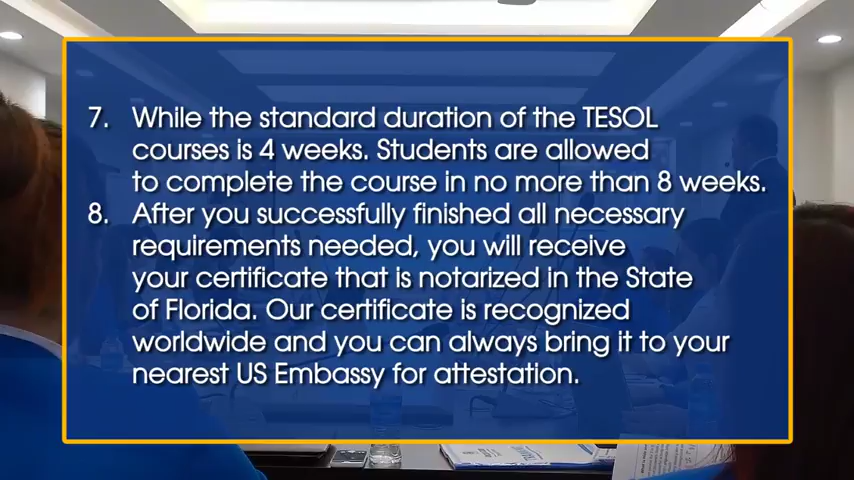 7. While the standard duration of the TESOL
courses is 4 weeks. Students are allowed
to complete the course in no more than 8 weeks.
8. After you successfully finished all necessary
requirements needed, you will receive
your certificate that is notarized in the State
of Florida. Our certificate is recognized
worldwide and you can always bring it to your
nearest US Embassy for attestation.